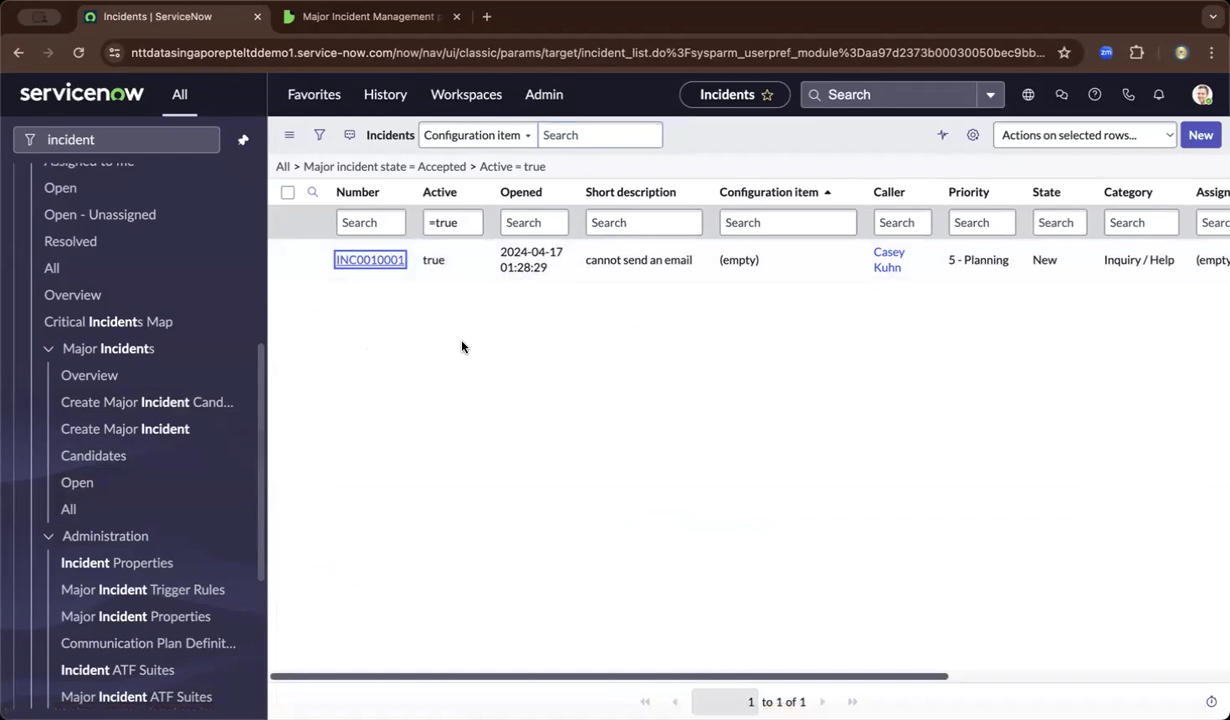 Incidents | ServiceNow
Major Incident Management p
nttdatasingaporepteltddemo1.service-now.com/now/nav/ui/classic/params/target/incident_list.do%3Fsysparm_userpref_module%3Daa97d2373b00030050bec9bb...
zm
servicenow
All
Favorites
History
Workspaces
Admin
Incidents
Search
incident
Incidents
Configuration item
Search
Actions on selected rows...
New
All > Major incident state = Accepted > Active = true
Number
Active
Opened
Short description
Configuration item
Caller
Priority
State
Category
Assign
Search
=true
Search
Search
Search
Search
Search
Search
Search
Searc
INC0010001
true
2024-04-17
01:28:29
cannot send an email
(empty)
Casey
Kuhn
5 - Planning
New
Inquiry / Help
(empty
Assigned to me
Open
Open - Unassigned
Resolved
All
Overview
Critical Incidents Map
Major Incidents
Overview
Create Major Incident Cand...
Create Major Incident
Candidates
Open
All
Administration
Incident Properties
Major Incident Trigger Rules
Major Incident Properties
Communication Plan Definit...
Incident ATF Suites
Major Incident ATF Suites
1 to 1 of 1